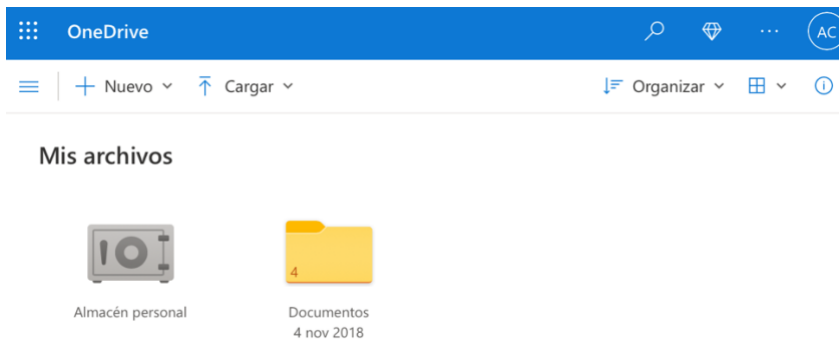 OneDrive
AC
Nuevo
Cargar
Organizar
Mis archivos
4
Almacén personal
Documentos
4 nov 2018